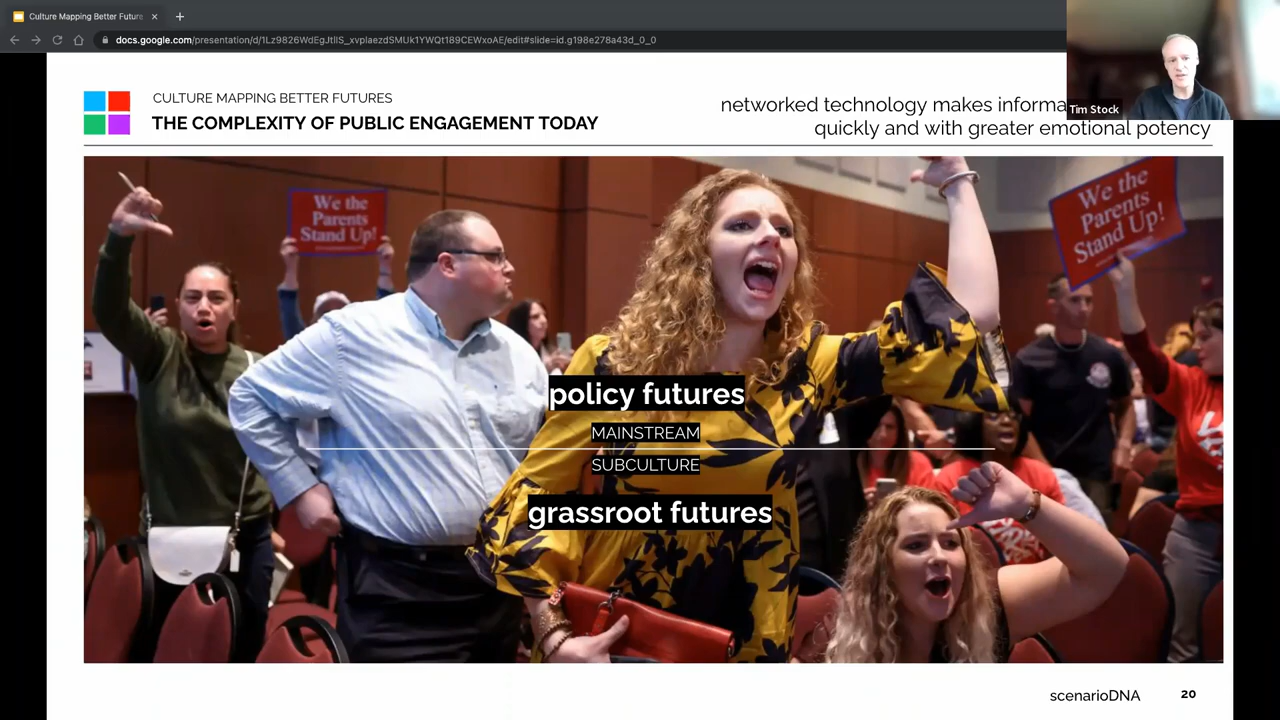 Culture Mapping Better Future
docs.google.com/presentation/d/1Lz9826WdEgJtIlS_xvplaezdSMUk1YWQt189CEWxoAE/edit#slide=id.g198e278a43d_0_0
Tim Stock
CULTURE MAPPING BETTER FUTURES
THE COMPLEXITY OF PUBLIC ENGAGEMENT TODAY
networked technology makes informa
quickly and with greater emotional potency
We the
Parents
Stand Up!
We the
Parents
Stand Up!
policy futures
MAINSTREAM
SUBCULTURE
grassroot futures
scenarioDNA
20